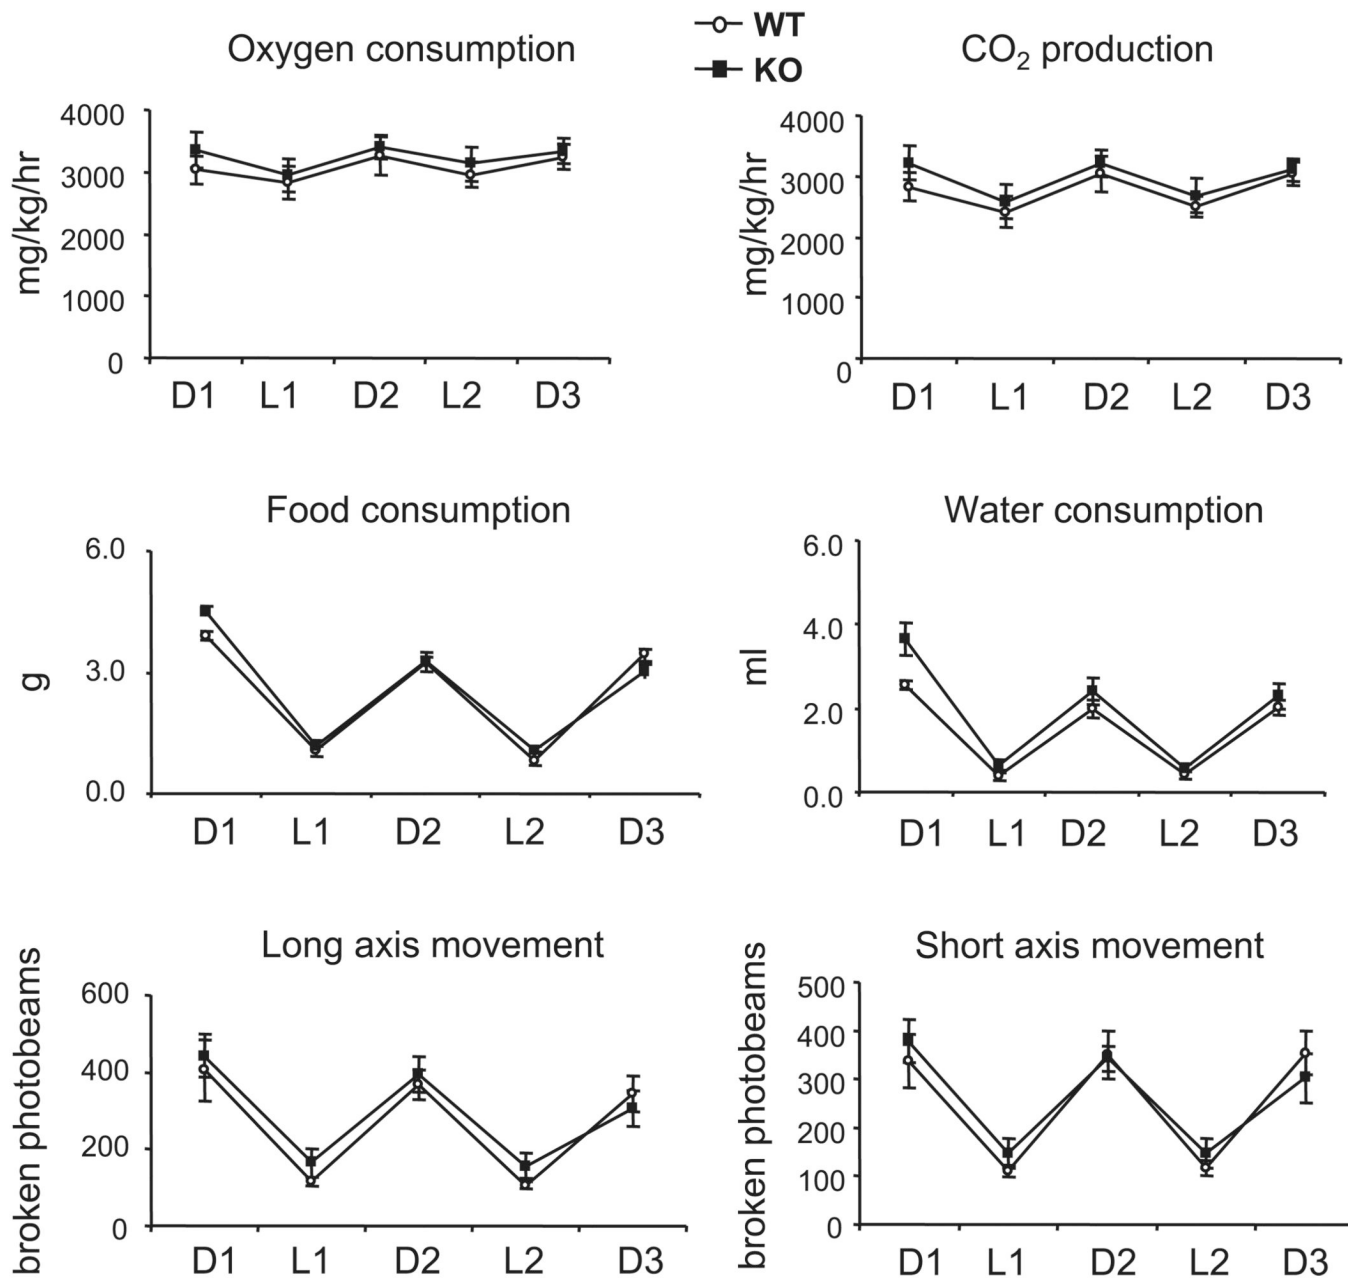 WT
KO
Oxygen consumption
mg/kg/hr
4000
3000
2000
1000
0
D1 L1 D2 L2 D3
CO₂ production
mg/kg/hr
4000
3000
2000
1000
0
D1 L1 D2 L2 D3
Food consumption
g
6.0
3.0
0.0
D1 L1 D2 L2 D3
Water consumption
ml
6.0
4.0
2.0
0.0
D1 L1 D2 L2 D3
Long axis movement
broken photobeams
600
400
200
0
D1 L1 D2 L2 D3
Short axis movement
broken photobeams
500
400
300
200
100
0
D1 L1 D2 L2 D3